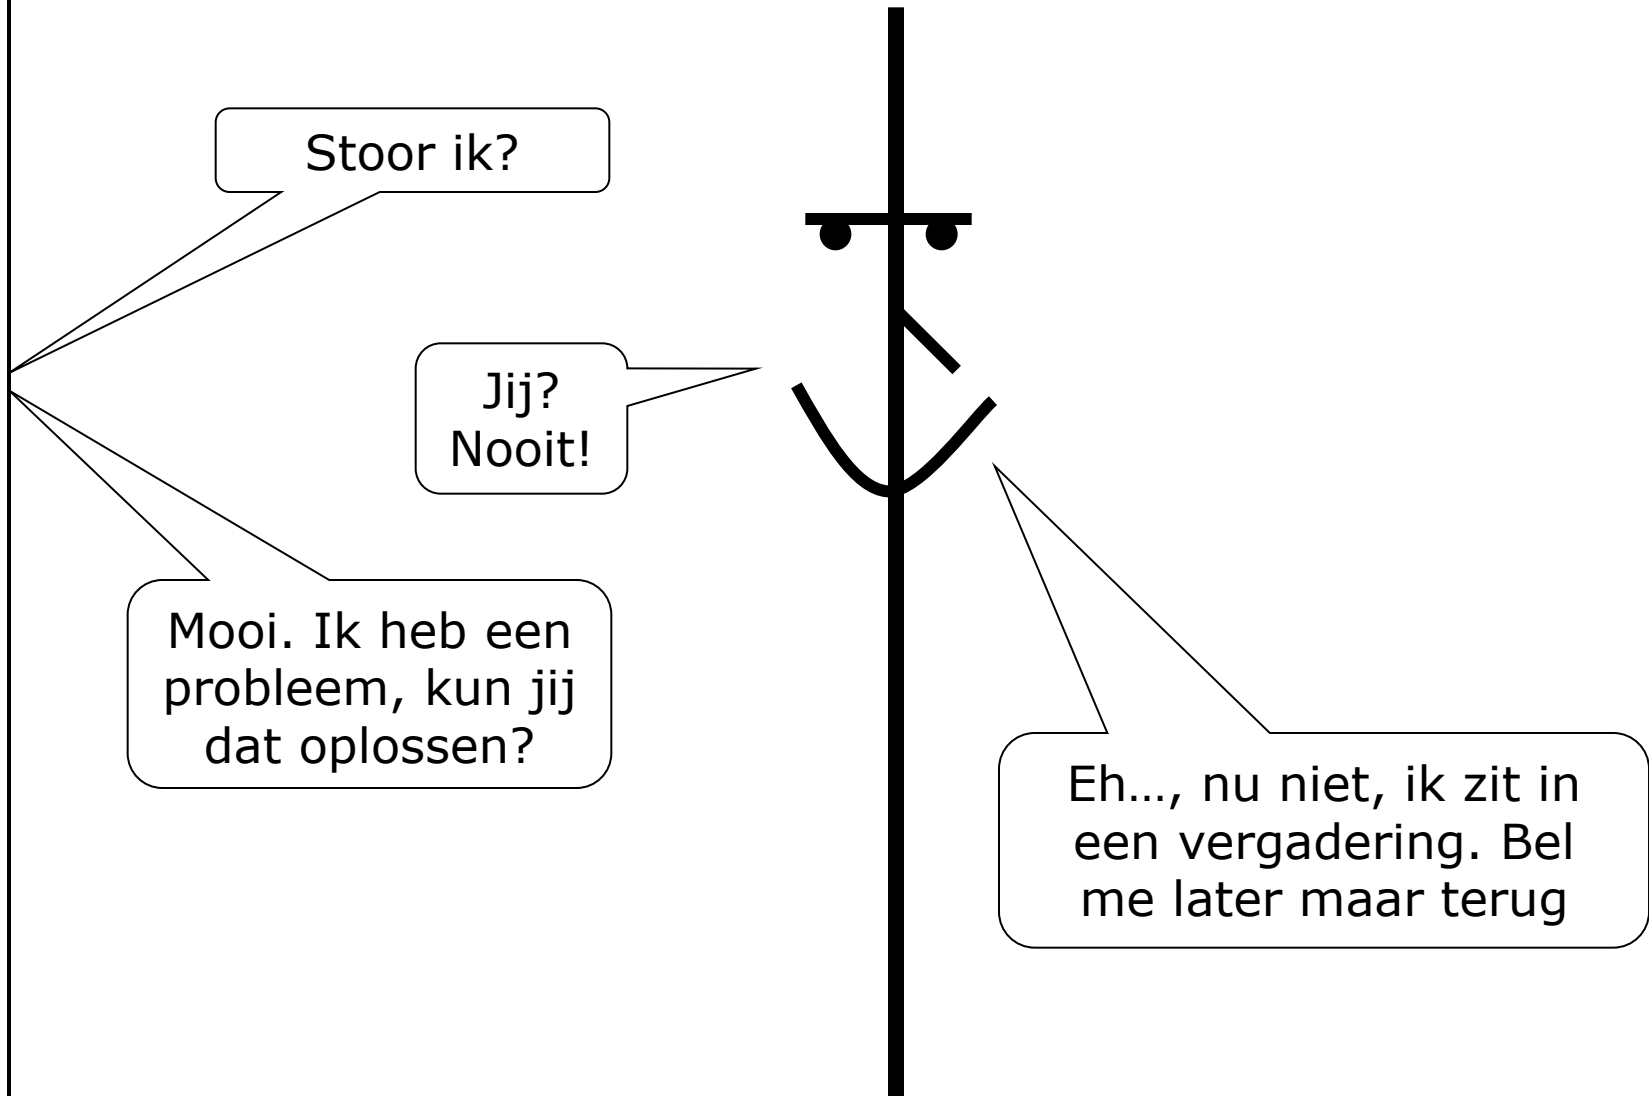 Stoor ik?
Jij?
Nooit!
Mooi. Ik heb een
probleem, kun jij
dat oplossen?
Eh…, nu niet, ik zit in
een vergadering. Bel
me later maar terug